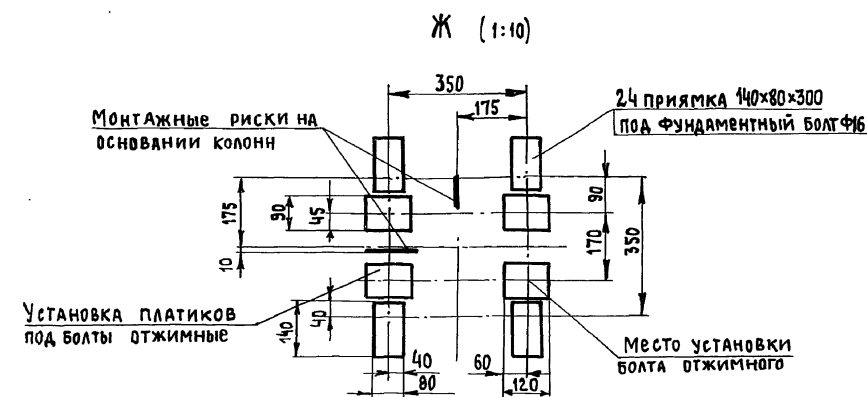 Ж (1:10)
350
175
24 приямка 140×80×300
под фундаментный болт Ф16
Монтажные риски на
основании колонн
175
90
45
90
170
350
10
Установка платиков
под болты отжимные
140
40
40
80
60
120
Место установки
болта отжимного